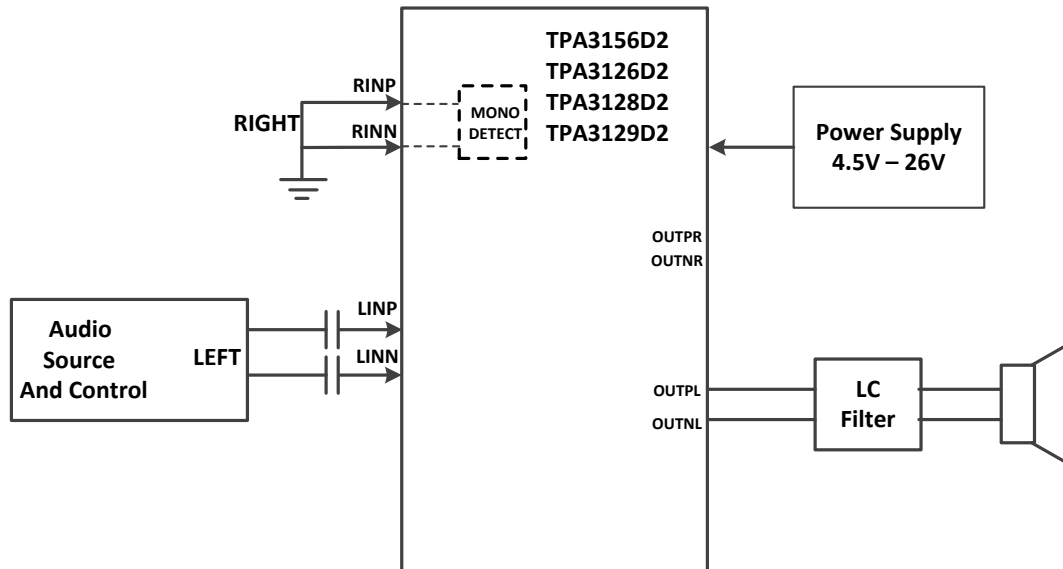 TPA3156D2
TPA3126D2
TPA3128D2
TPA3129D2
RINP
RIGHT
RINN
MONO
DETECT
Power Supply
4.5V – 26V
OUTPR
OUTNR
Audio
Source
And Control
LEFT
LINP
LINN
OUTPL
OUTNL
LC
Filter